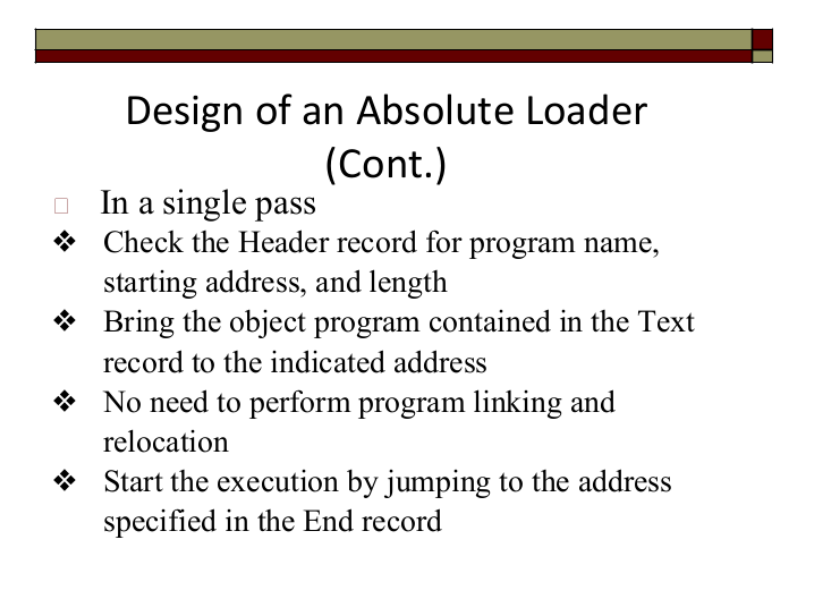 Design of an Absolute Loader
(Cont.)
In a single pass
❖ Check the Header record for program name,
starting address, and length
❖ Bring the object program contained in the Text
record to the indicated address
❖ No need to perform program linking and
relocation
❖ Start the execution by jumping to the address
specified in the End record